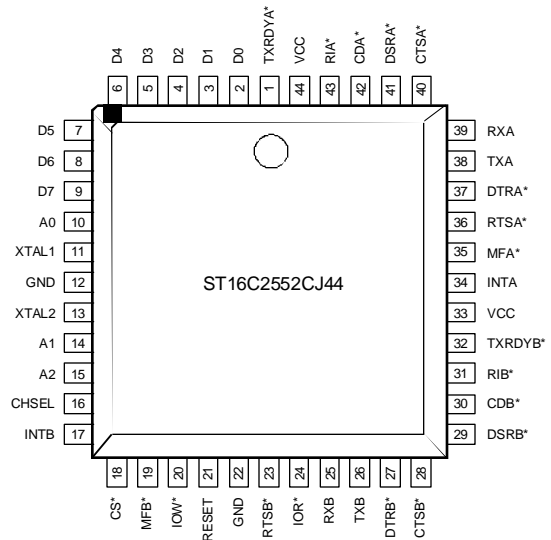 D4 D3 D2 D1 D0 TXRDYA* VCC RIA* CDA* DSRA* CTSA*
6 5 4 3 2 1 44 43 42 41 40
D5 7 39 RXA
D6 8 38 TXA
D7 9 37 DTRA*
A0 10 36 RTSA*
XTAL1 11 35 MFA*
GND 12 ST16C2552CJ44 34 INTA
XTAL2 13 33 VCC
A1 14 32 TXRDYB*
A2 15 31 RIB*
CHSEL 16 30 CDB*
INTB 17 29 DSRB*
18 19 20 21 22 23 24 25 26 27 28
CS* MFB* IOW* RESET GND RTSB* IOR* RXB TXB DTRB* CTSB*